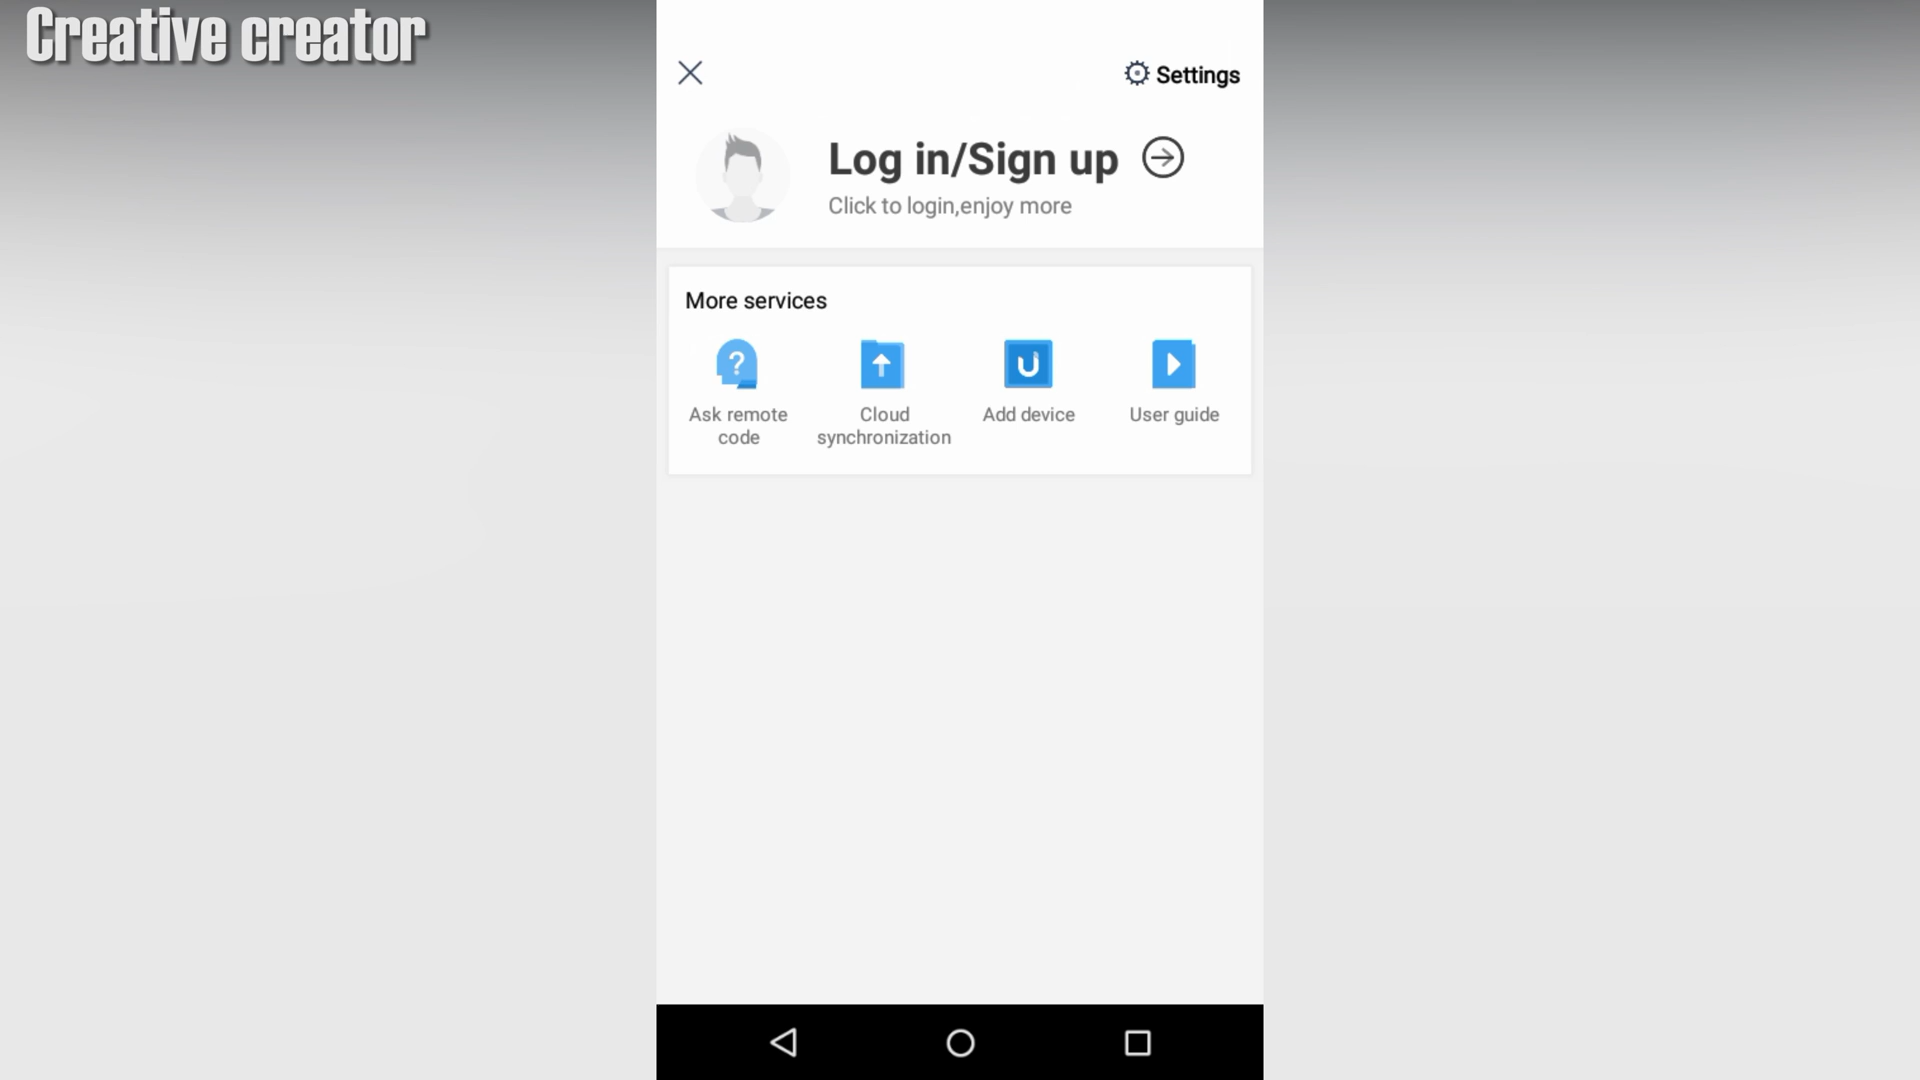 Creative creator
Settings
Log in/Sign up
Click to login,enjoy more
More services
Ask remote
code
Cloud
synchronization
Add device
User guide